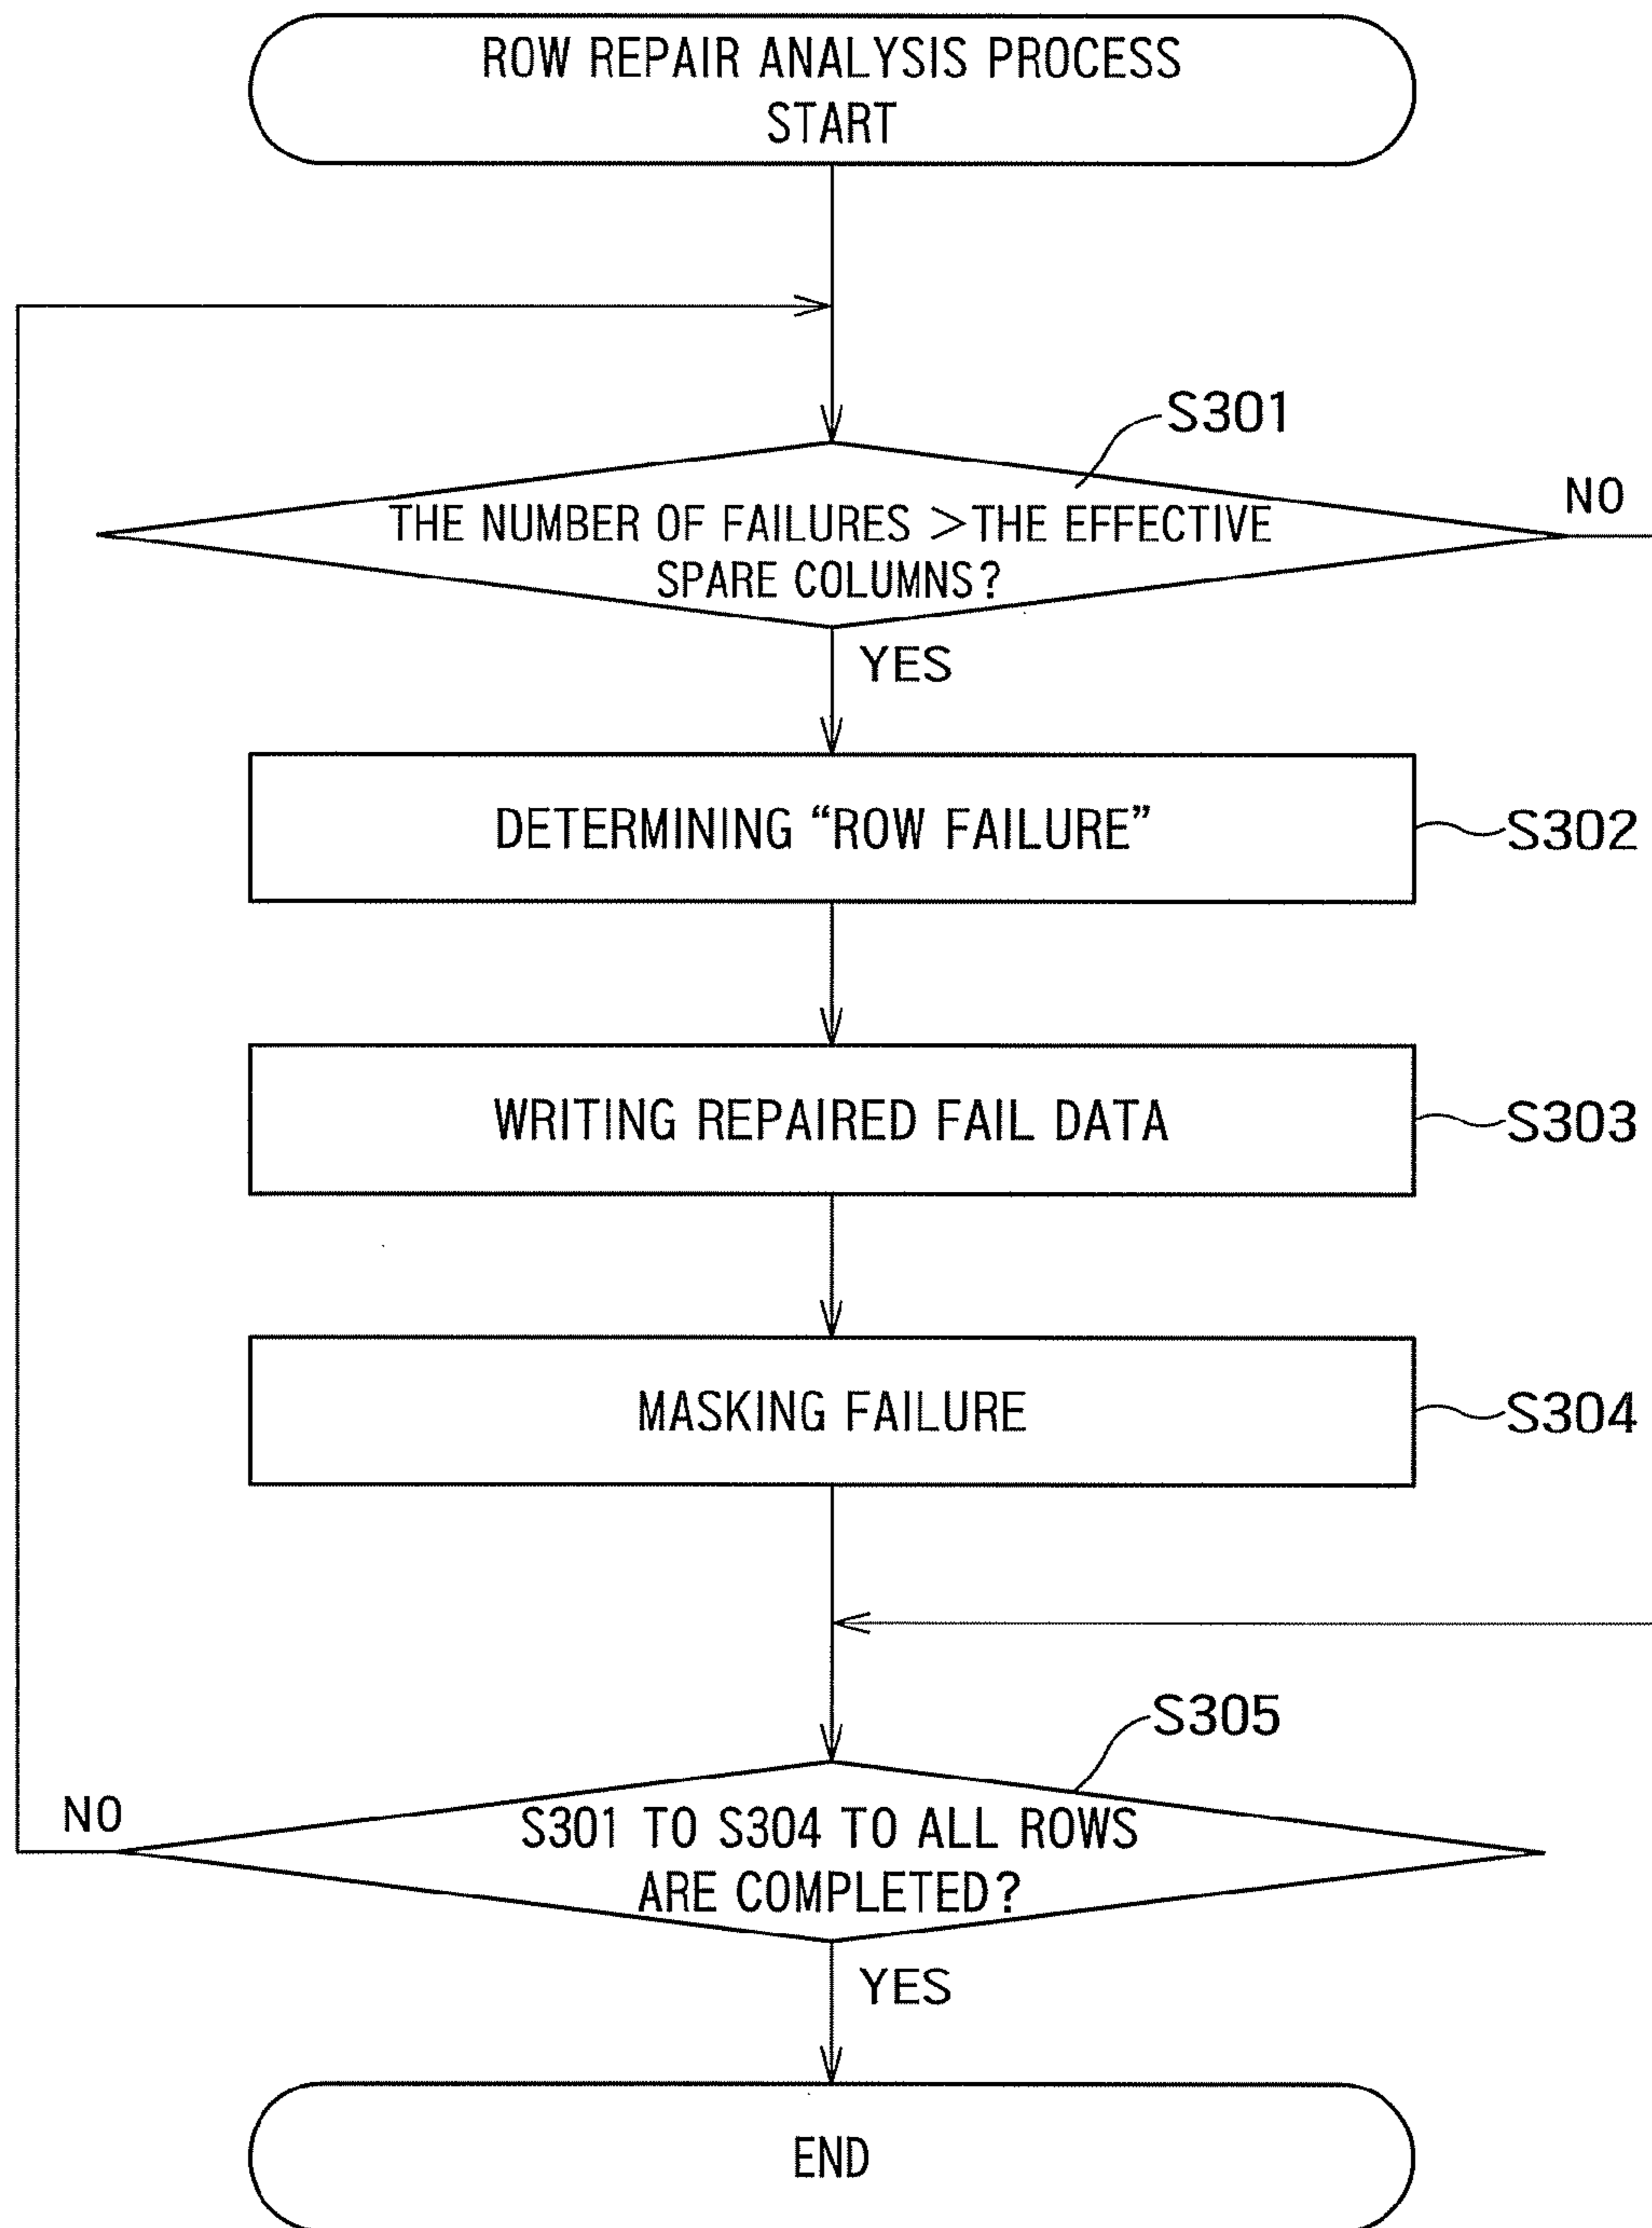 ROW REPAIR ANALYSIS PROCESS
START
S301
NO
THE NUMBER OF FAILURES >THE EFFECTIVE
SPARE COLUMNS?
YES
DETERMINING “ROW FAILURE”
S302
WRITING REPAIRED FAIL DATA
S303
MASKING FAILURE
S304
S305
NO
S301 TO S304 TO ALL ROWS
ARE COMPLETED?
YES
END